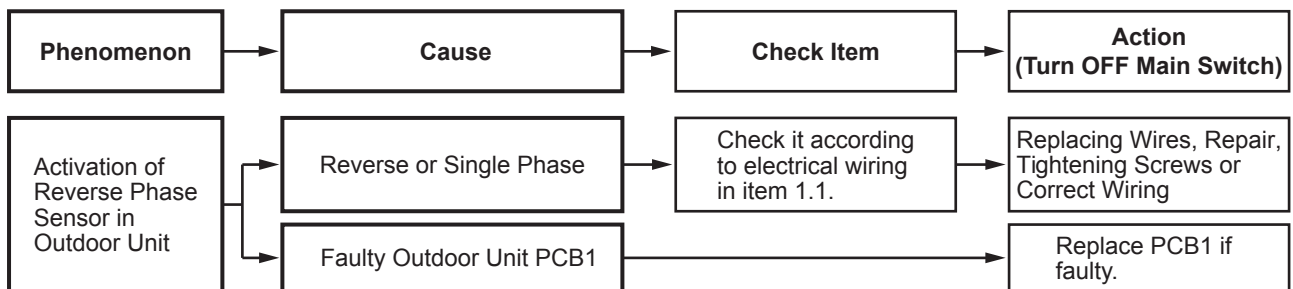 Phenomenon
Cause
Check Item
Action
(Turn OFF Main Switch)
Activation of
Reverse Phase
Sensor in
Outdoor Unit
Reverse or Single Phase
Check it according
to electrical wiring
in item 1.1.
Replacing Wires, Repair,
Tightening Screws or
Correct Wiring
Faulty Outdoor Unit PCB1
Replace PCB1 if
faulty.